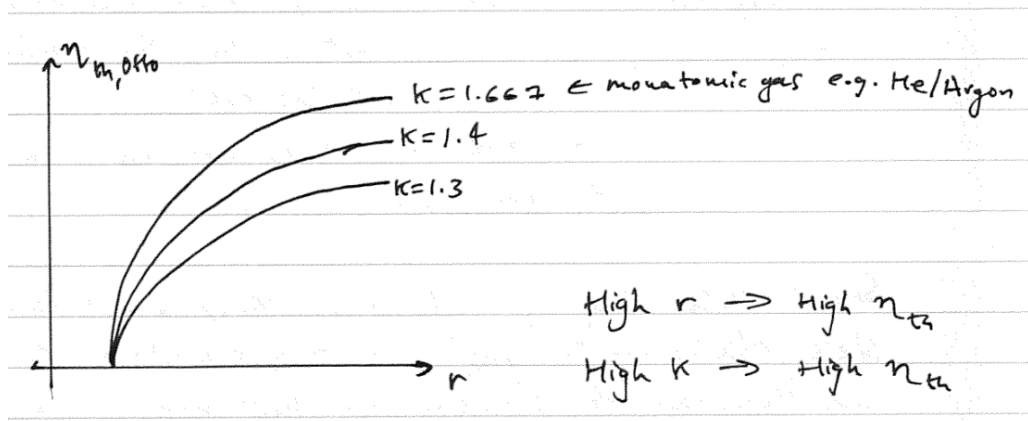 η th, Otto
K=1.667 ← monatomic gas e.g. He/Argon
K=1.4
K=1.3
r
High r → High η th
High K → High η th